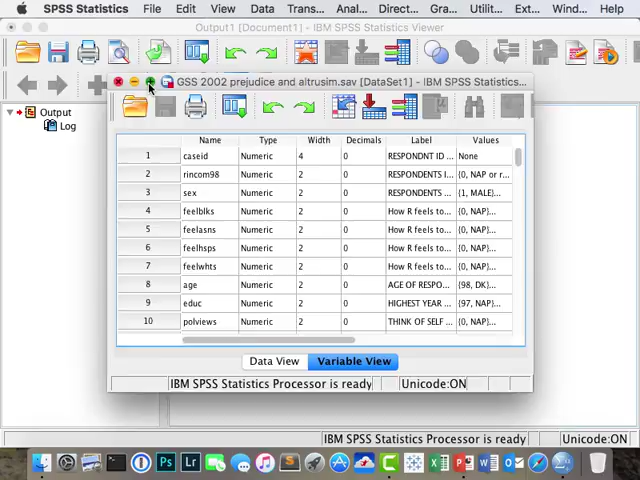 SPSS Statistics File Edit View Data Trans... Anal... Direct... Gra... Utili... Ext... Wind... H
Output1 [Document1] - IBM SPSS Statistics Viewer
GSS 2002 prejudice and altrusim.sav [DataSet1] - IBM SPSS Statistics...
Output
Log
Name Type Width Decimals Label Values
1 caseid Numeric 4 0 RESPONDNT ID ... None
2 rincom98 Numeric 2 0 RESPONDENTS I... {0, NAP or r...
3 sex Numeric 2 0 RESPONDENTS ... {1, MALE}...
4 feelblks Numeric 2 0 How R feels to... {0, NAP}...
5 feelasns Numeric 2 0 How R feels to... {0, NAP}...
6 feelhsps Numeric 2 0 How R feels to... {0, NAP}...
7 feelwhts Numeric 2 0 How R feels to... {0, NAP}...
8 age Numeric 2 0 AGE OF RESPO... {98, DK}...
9 educ Numeric 2 0 HIGHEST YEAR ... {97, NAP}...
10 polviews Numeric 2 0 THINK OF SELF ... {0, NAP}...
Data View Variable View
IBM SPSS Statistics Processor is ready Unicode:ON
IBM SPSS Statistics Processor is ready Unicode:ON
Ps Lr